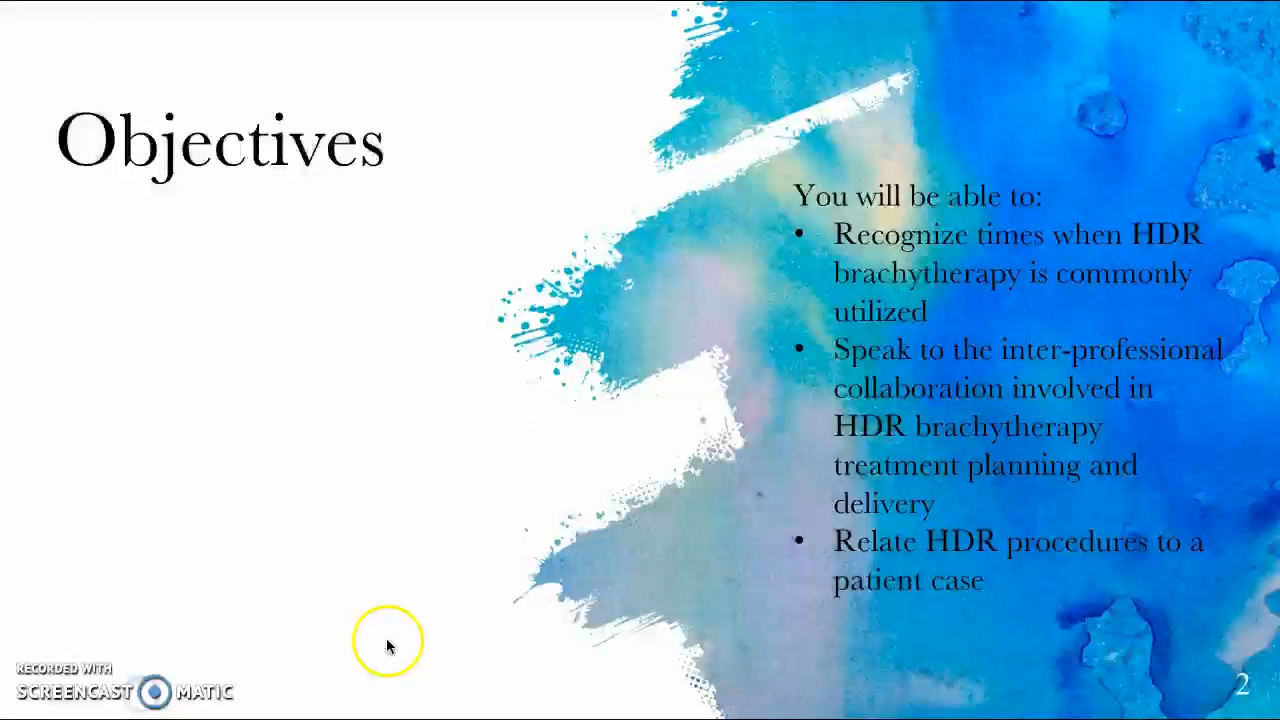 Objectives
You will be able to:
• Recognize times when HDR
brachytherapy is commonly
utilized
• Speak to the inter-professional
collaboration involved in
HDR brachytherapy
treatment planning and
delivery
• Relate HDR procedures to a
patient case
RECORDED WITH
SCREENCAST MATIC
2